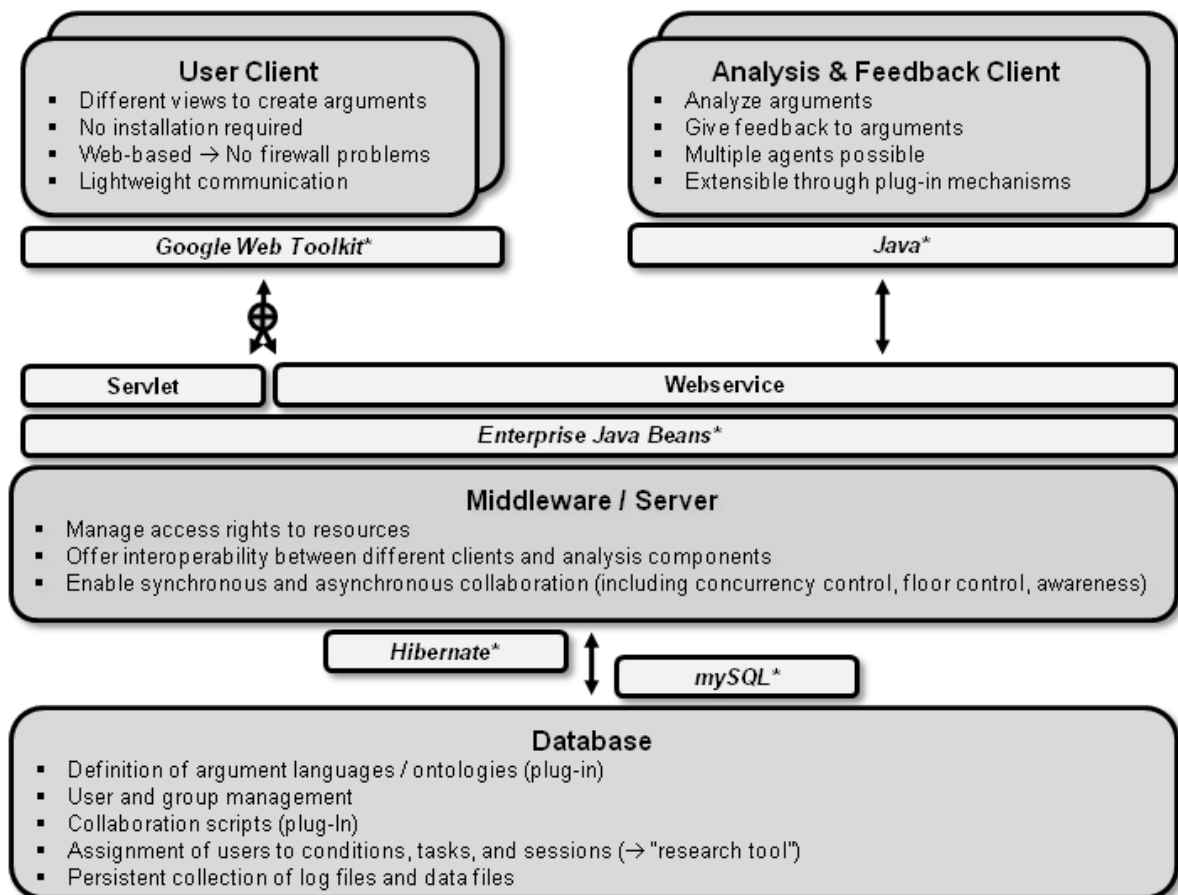 User Client
▪ Different views to create arguments
▪ No installation required
▪ Web-based → No firewall problems
▪ Lightweight communication
Google Web Toolkit*
Analysis & Feedback Client
▪ Analyze arguments
▪ Give feedback to arguments
▪ Multiple agents possible
▪ Extensible through plug-in mechanisms
Java*
Servlet
Webservice
Enterprise Java Beans*
Middleware / Server
▪ Manage access rights to resources
▪ Offer interoperability between different clients and analysis components
▪ Enable synchronous and asynchronous collaboration (including concurrency control, floor control, awareness)
Hibernate*
mySQL*
Database
▪ Definition of argument languages / ontologies (plug-in)
▪ User and group management
▪ Collaboration scripts (plug-In)
▪ Assignment of users to conditions, tasks, and sessions (→ "research tool")
▪ Persistent collection of log files and data files